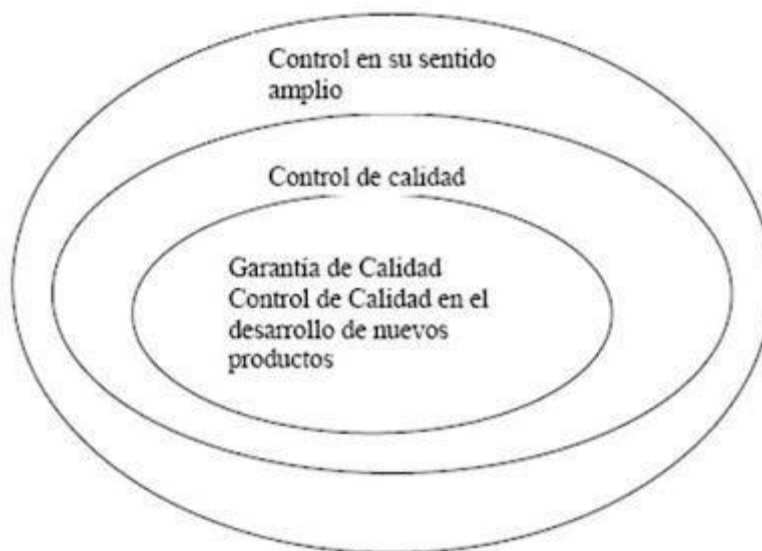 Control en su sentido
amplio
Control de calidad
Garantía de Calidad
Control de Calidad en el
desarrollo de nuevos
productos